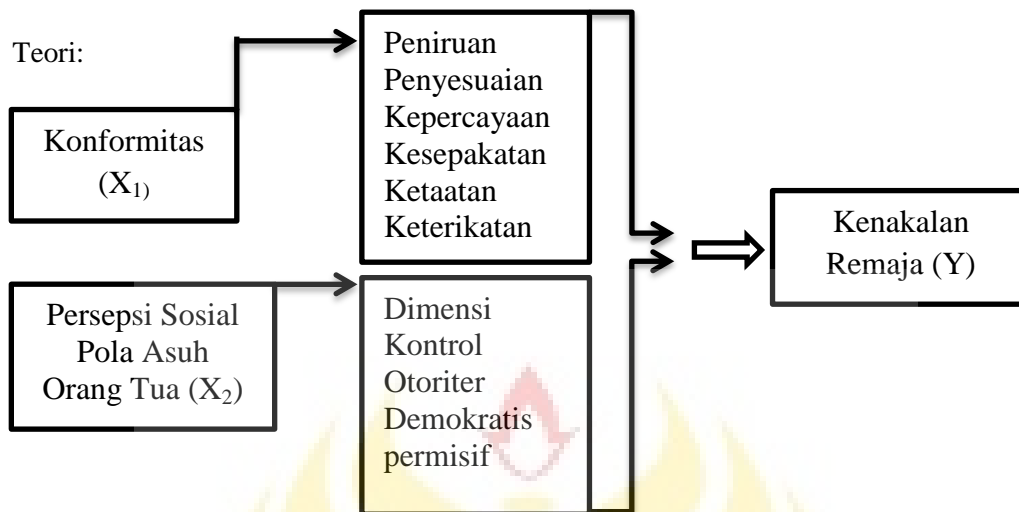 Teori:
Konformitas
(X1)
Peniruan
Penyesuaian
Kepercayaan
Kesepakatan
Ketaatan
Keterikatan
Persepsi Sosial
Pola Asuh
Orang Tua (X2)
Dimensi
Kontrol
Otoriter
Demokratis
permisif
Kenakalan
Remaja (Y)